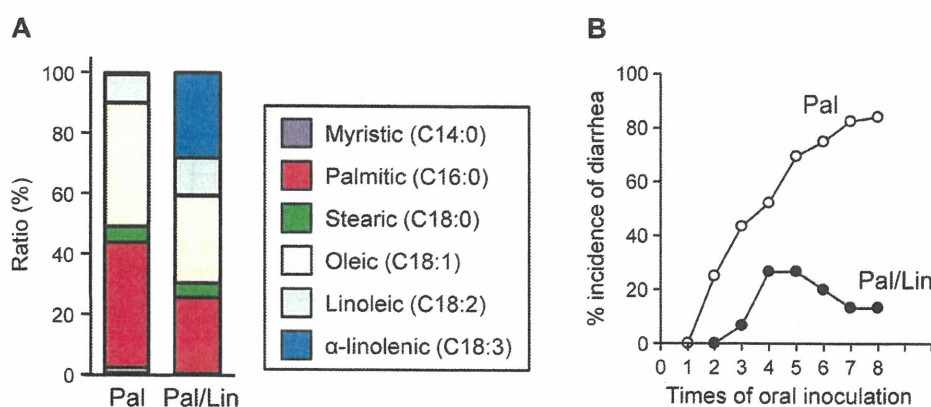 A
Ratio (%)
100
80
60
40
20
0
Pal
Pal/Lin
Myristic (C14:0)
Palmitic (C16:0)
Stearic (C18:0)
Oleic (C18:1)
Linoleic (C18:2)
α-linolenic (C18:3)
B
% incidence of diarrhea
100
80
60
40
20
0
Pal
Pal/Lin
0 1 2 3 4 5 6 7 8
Times of oral inoculation